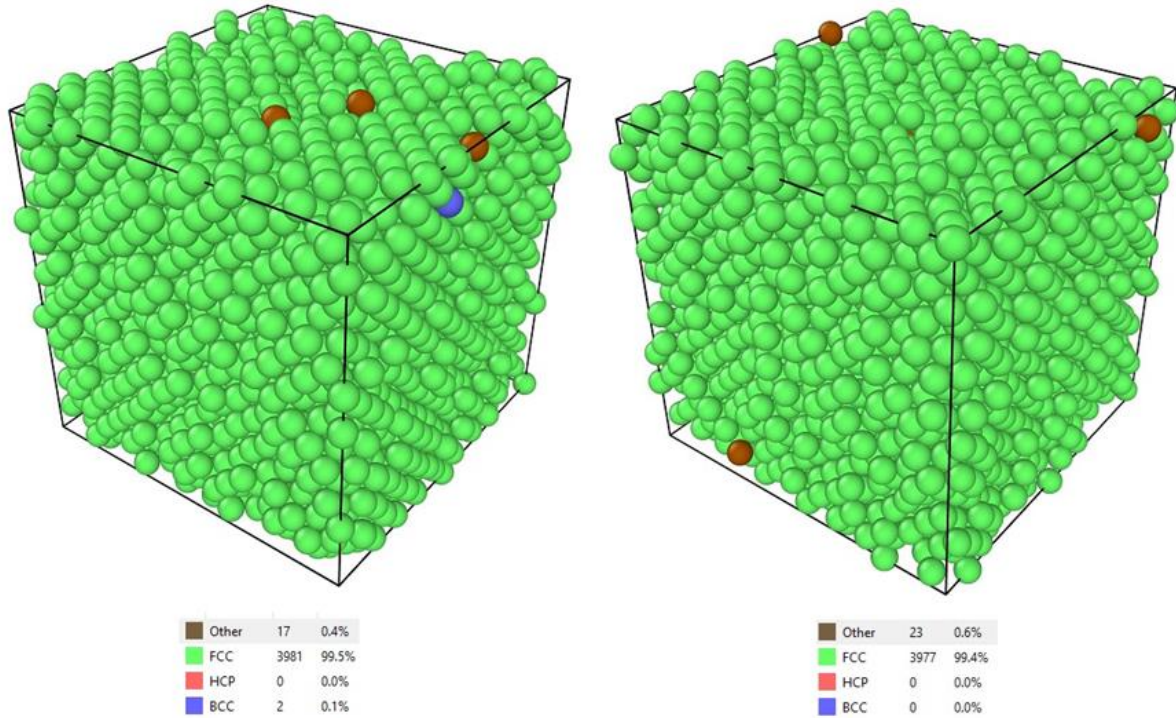 Other 17 0.4%
FCC 3981 99.5%
HCP 0 0.0%
BCC 2 0.1%
Other 23 0.6%
FCC 3977 99.4%
HCP 0 0.0%
BCC 0 0.0%